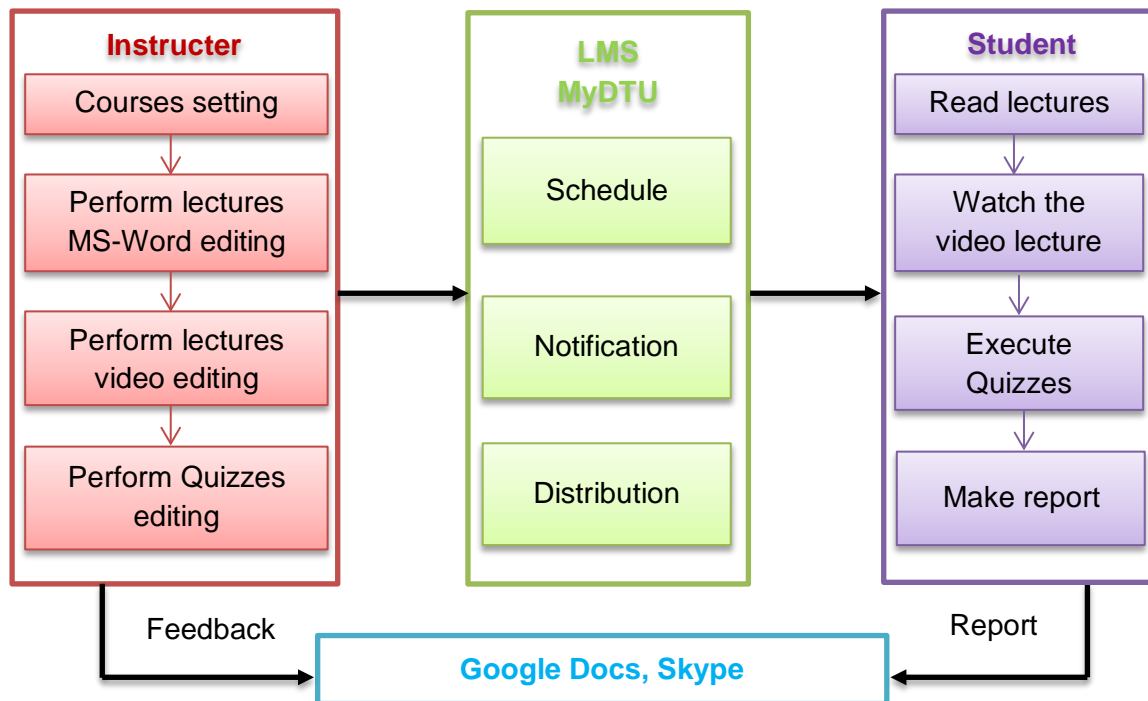 Instructer
Courses setting
Perform lectures
MS-Word editing
Perform lectures
video editing
Perform Quizzes
editing
LMS
MyDTU
Schedule
Notification
Distribution
Student
Read lectures
Watch the
video lecture
Execute
Quizzes
Make report
Feedback
Report
Google Docs, Skype